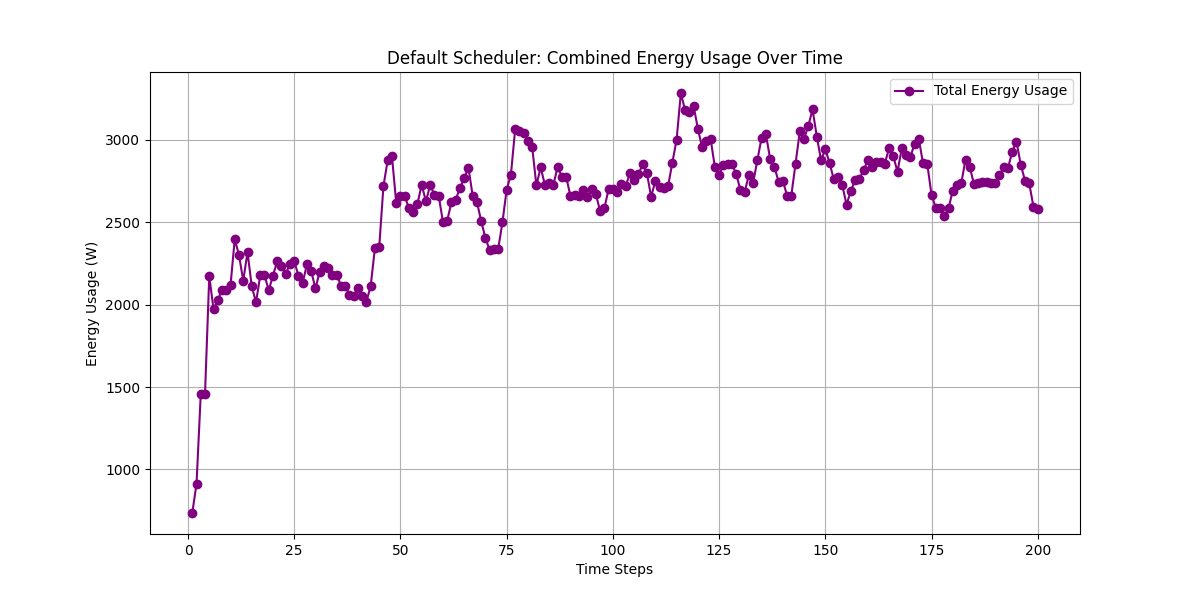 Default Scheduler: Combined Energy Usage Over Time
Total Energy Usage
Energy Usage (W)
3000
2500
2000
1500
1000
0 25 50 75 100 125 150 175 200
Time Steps